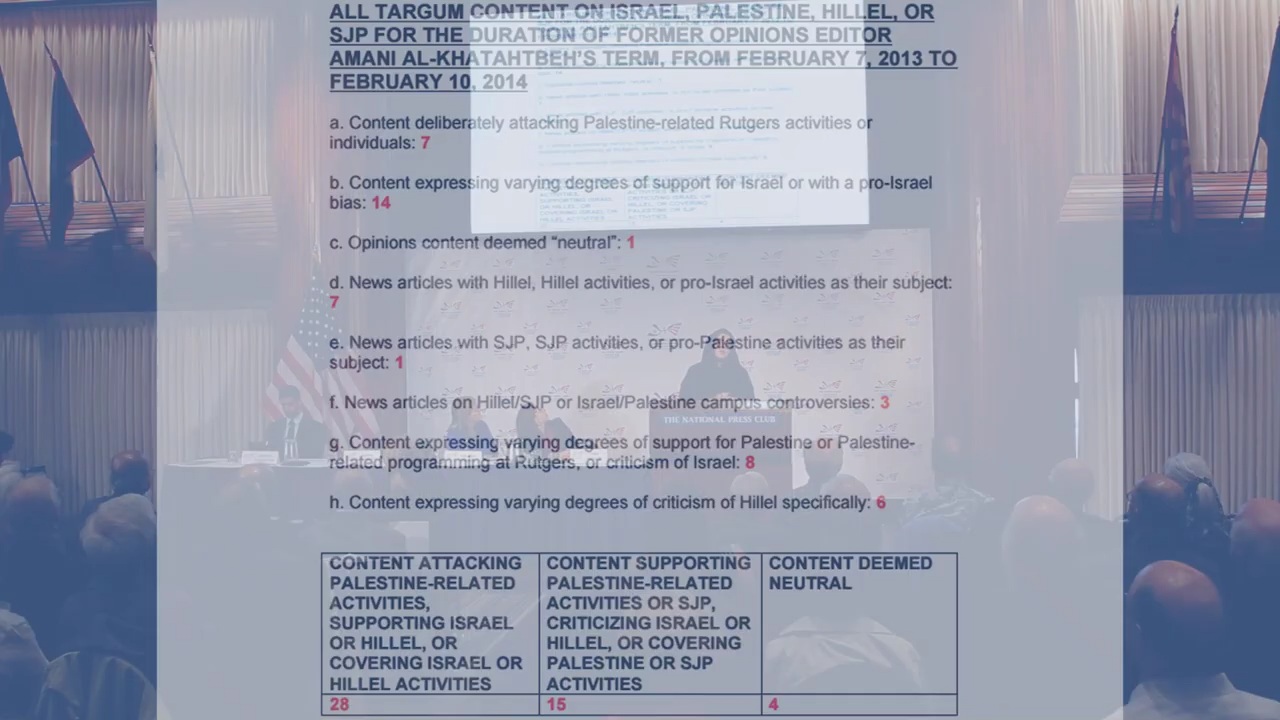 ALL TARGUM CONTENT ON ISRAEL, PALESTINE, HILLEL, OR
SJP FOR THE DURATION OF FORMER OPINIONS EDITOR
AMANI AL-KHATAHTBEH'S TERM, FROM FEBRUARY 7, 2013 TO
FEBRUARY 10, 2014
a. Content deliberately attacking Palestine-related Rutgers activities or
individuals: 7
b. Content expressing varying degrees of support for Israel or with a pro-Israel
bias: 14
c. Opinions content deemed “neutral”: 1
d. News articles with Hillel, Hillel activities, or pro-Israel activities as their subject:
7
e. News articles with SJP, SJP activities, or pro-Palestine activities as their
subject: 1
f. News articles on Hillel/SJP or Israel/Palestine campus controversies: 3
THE NATIONAL PRESS CLUB
g. Content expressing varying degrees of support for Palestine or Palestine-
related programming at Rutgers, or criticism of Israel: 8
h. Content expressing varying degrees of criticism of Hillel specifically: 6
CONTENT ATTACKING
PALESTINE-RELATED
ACTIVITIES,
SUPPORTING ISRAEL
OR HILLEL, OR
COVERING ISRAEL OR
HILLEL ACTIVITIES
28
CONTENT SUPPORTING
PALESTINE-RELATED
ACTIVITIES OR SJP,
CRITICIZING ISRAEL OR
HILLEL, OR COVERING
PALESTINE OR SJP
ACTIVITIES
15
CONTENT DEEMED
NEUTRAL
4